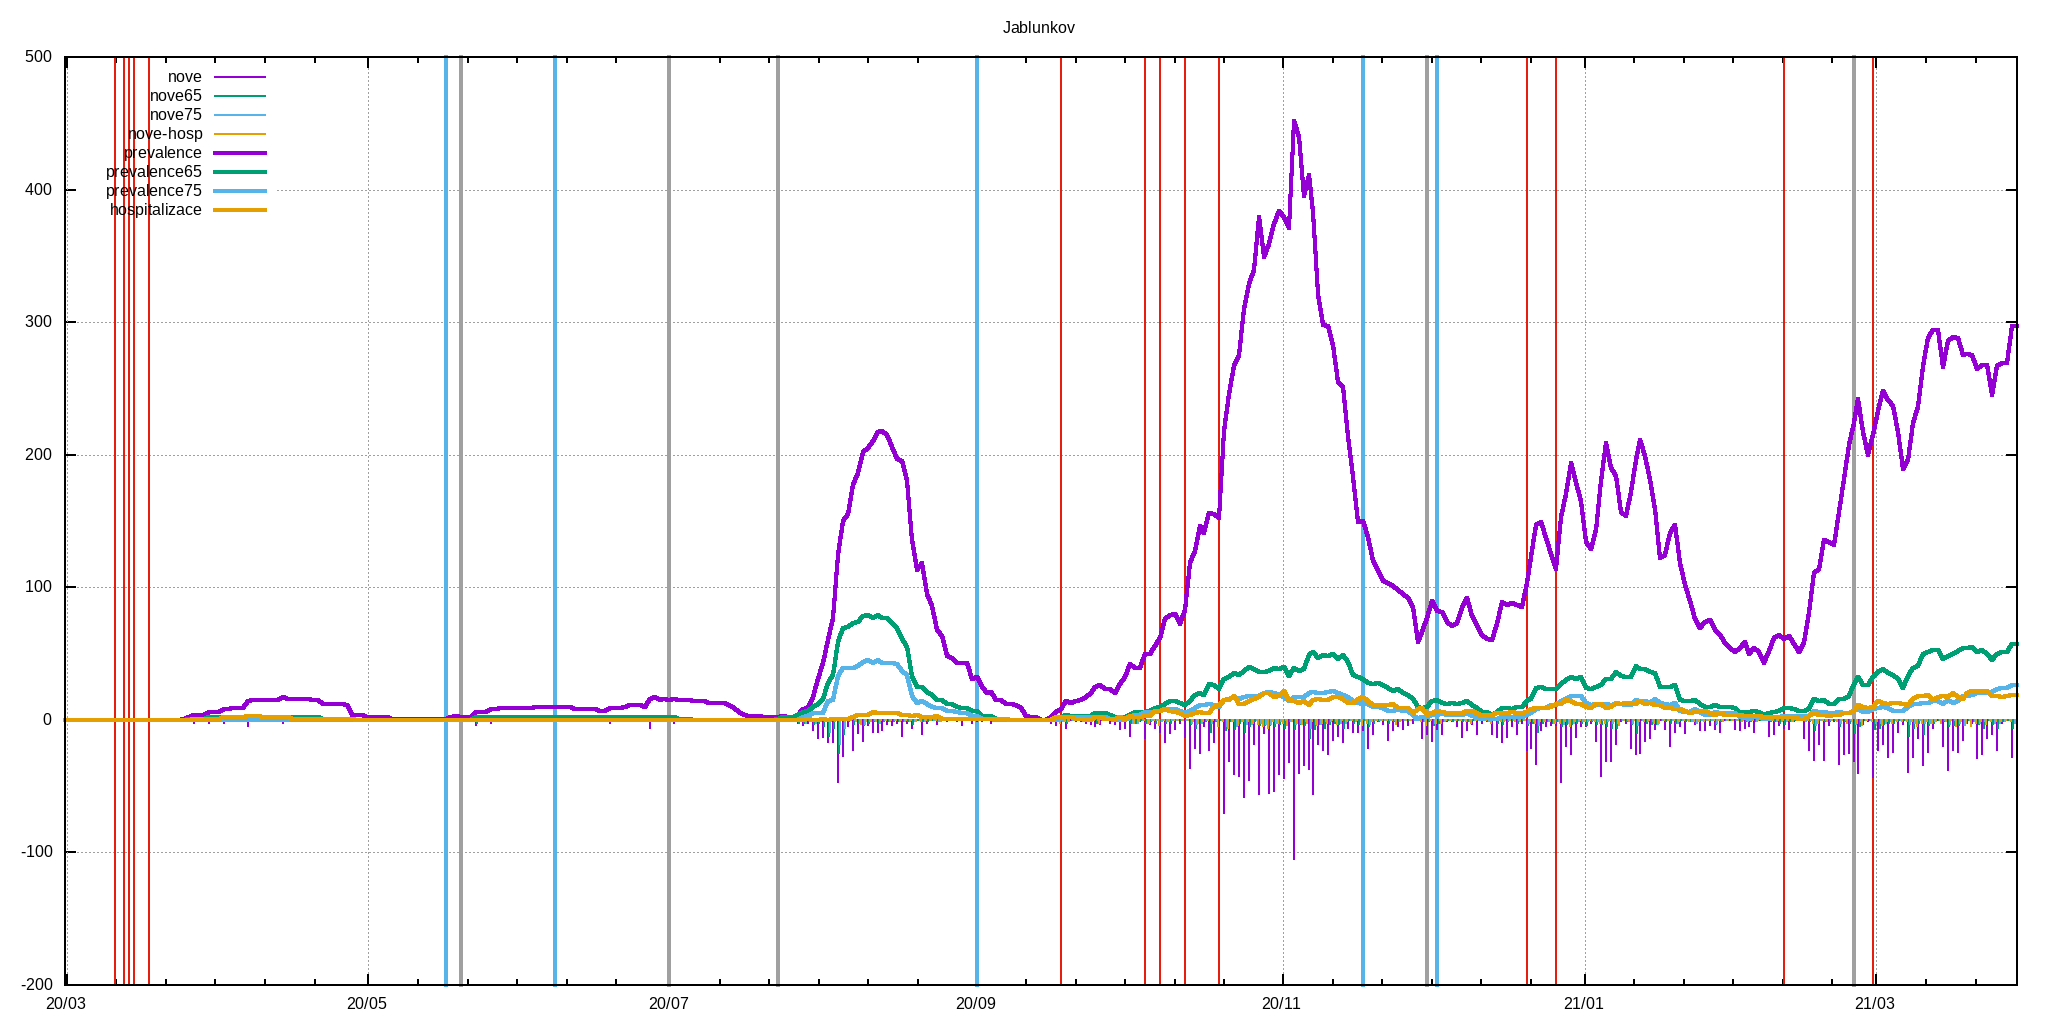 Jablunkov
500
400
300
200
100
0
-100
-200
nove
nove65
nove75
nove-hosp
prevalence
prevalence65
prevalence75
hospitalizace
20/03 20/05 20/07 20/09 20/11 21/01 21/03